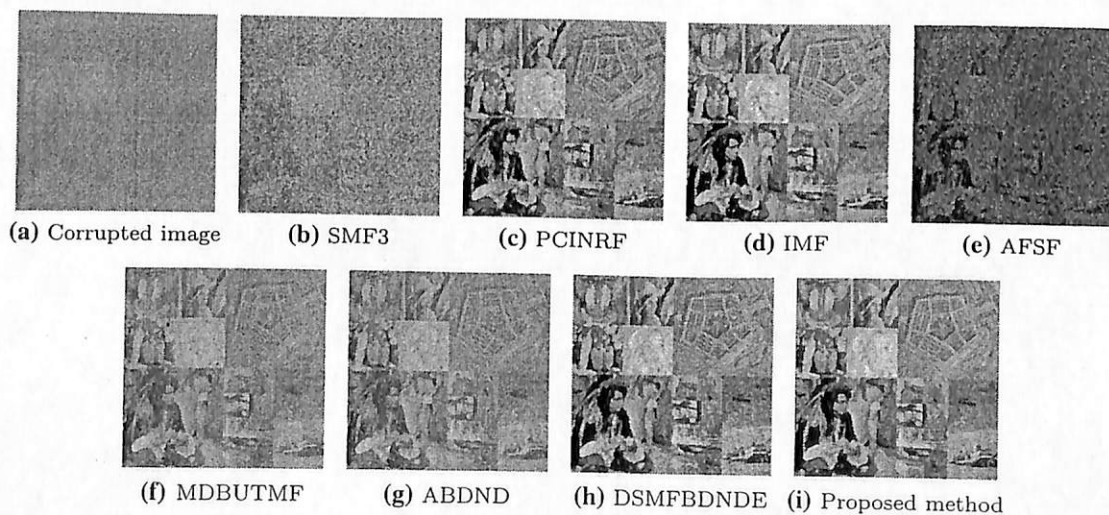 (a) Corrupted image
(b) SMF3
(c) PCINRF
(d) IMF
(e) AFSF
(f) MDBUTMF
(g) ABDND
(h) DSMFBDNDE
(i) Proposed method